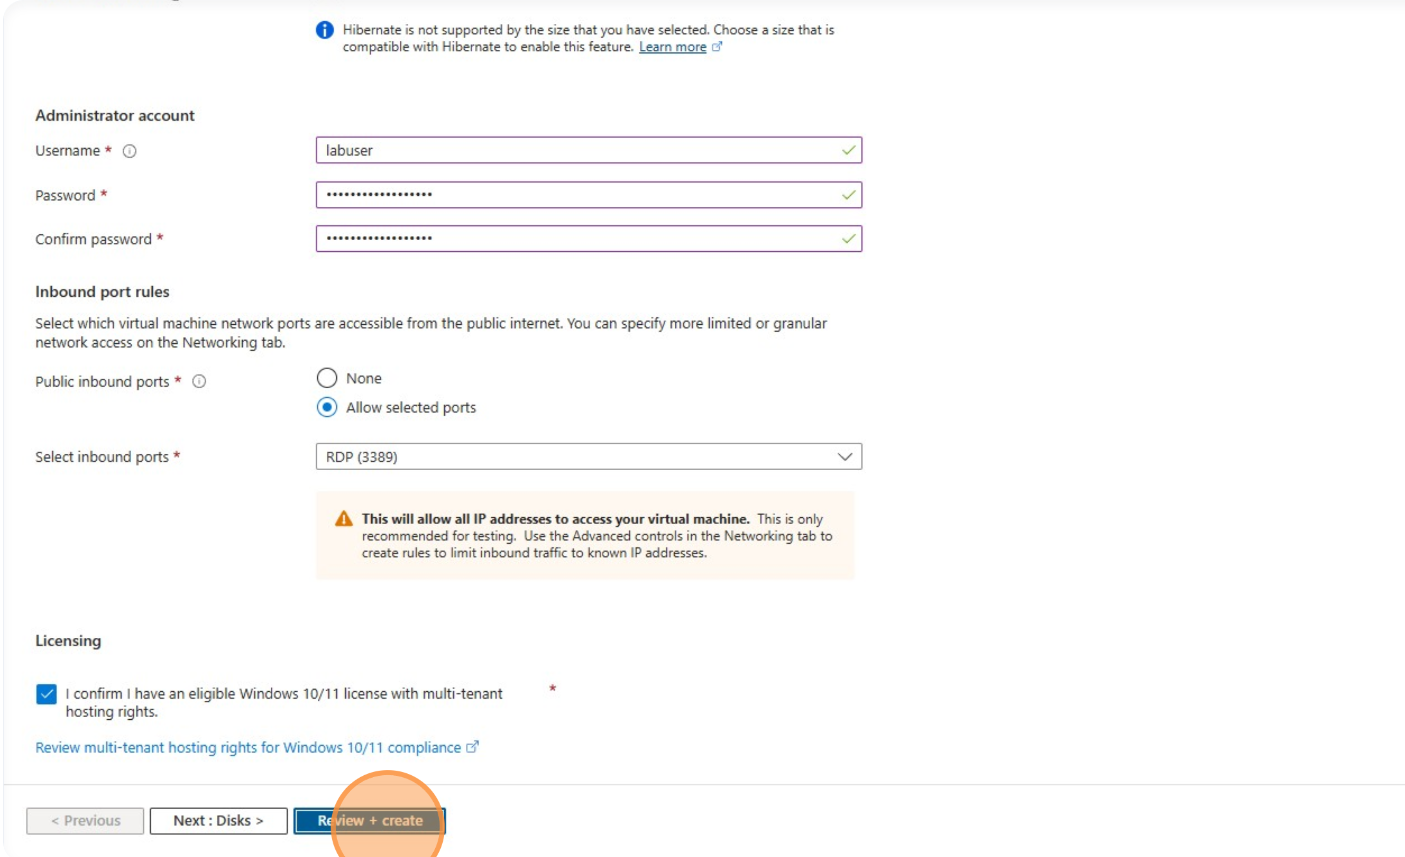 Hibernate is not supported by the size that you have selected. Choose a size that is
compatible with Hibernate to enable this feature. Learn more
Administrator account
Username *
labuser
Password *
••••••••••••••••••
Confirm password *
••••••••••••••••••
Inbound port rules
Select which virtual machine network ports are accessible from the public internet. You can specify more limited or granular
network access on the Networking tab.
Public inbound ports *
None
Allow selected ports
Select inbound ports *
RDP (3389)
This will allow all IP addresses to access your virtual machine. This is only
recommended for testing. Use the Advanced controls in the Networking tab to
create rules to limit inbound traffic to known IP addresses.
Licensing
I confirm I have an eligible Windows 10/11 license with multi-tenant *
hosting rights.
Review multi-tenant hosting rights for Windows 10/11 compliance
< Previous
Next : Disks >
Review + create